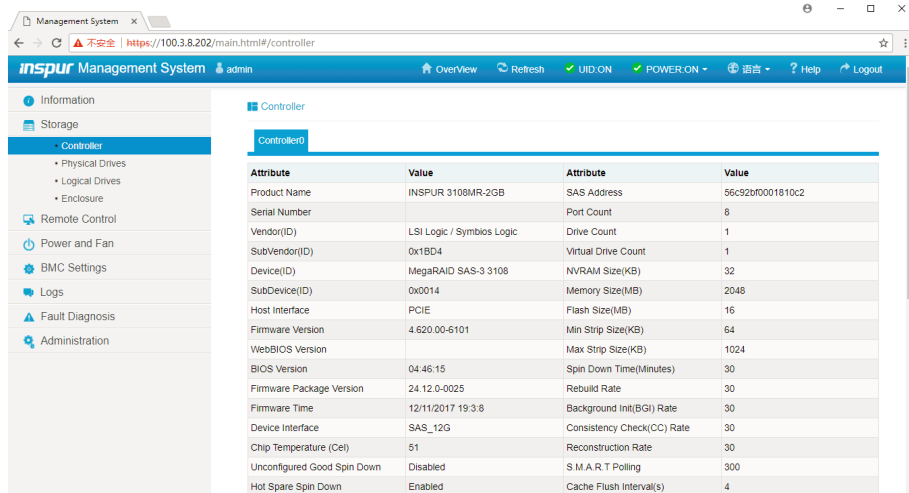 Management System
不安全 | https://100.3.8.202/main.html#/controller
inspur Management System admin OverView Refresh UID:ON POWER:ON 语言 Help Logout
Information
Storage
• Controller
• Physical Drives
• Logical Drives
• Enclosure
Remote Control
Power and Fan
BMC Settings
Logs
Fault Diagnosis
Administration
Controller
Controller0
Attribute Value Attribute Value
Product Name INSPUR 3108MR-2GB SAS Address 56c92bf0001810c2
Serial Number Port Count 8
Vendor(ID) LSI Logic / Symbios Logic Drive Count 1
SubVendor(ID) 0x1BD4 Virtual Drive Count 1
Device(ID) MegaRAID SAS-3 3108 NVRAM Size(KB) 32
SubDevice(ID) 0x0014 Memory Size(MB) 2048
Host Interface PCIE Flash Size(MB) 16
Firmware Version 4.620.00-6101 Min Strip Size(KB) 64
WebBIOS Version Max Strip Size(KB) 1024
BIOS Version 04:46:15 Spin Down Time(Minutes) 30
Firmware Package Version 24.12.0-0025 Rebuild Rate 30
Firmware Time 12/11/2017 19:3:8 Background Init(BGI) Rate 30
Device Interface SAS_12G Consistency Check(CC) Rate 30
Chip Temperature (Cel) 51 Reconstruction Rate 30
Unconfigured Good Spin Down Disabled S.M.A.R.T Polling 300
Hot Spare Spin Down Enabled Cache Flush Interval(s) 4